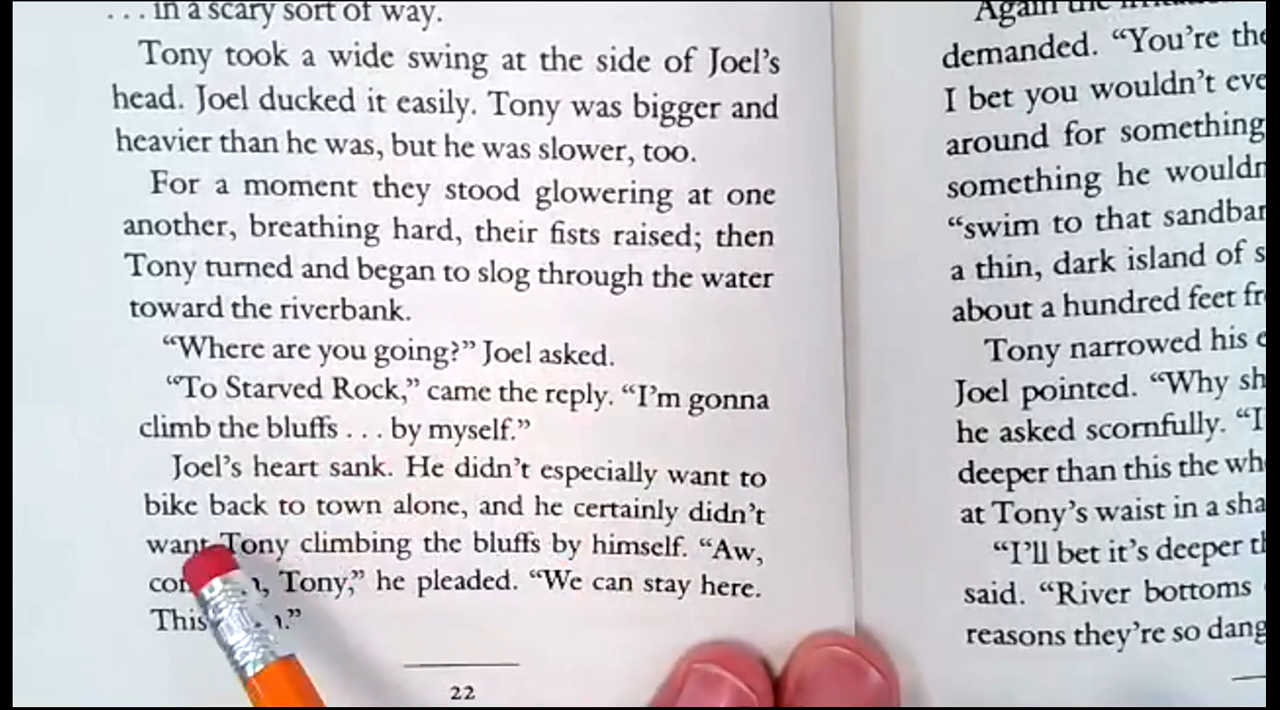 . . . in a scary sort of way.
Tony took a wide swing at the side of Joel's
head. Joel ducked it easily. Tony was bigger and
heavier than he was, but he was slower, too.
For a moment they stood glowering at one
another, breathing hard, their fists raised; then
Tony turned and began to slog through the water
toward the riverbank.
“Where are you going?” Joel asked.
“To Starved Rock,” came the reply. “I'm gonna
climb the bluffs . . . by myself.”
Joel's heart sank. He didn't especially want to
bike back to town alone, and he certainly didn't
want Tony climbing the bluffs by himself. “Aw,
Tony,” he pleaded. “We can stay here.
This
22
Again the
demanded. “You're the
I bet you wouldn't eve
around for something
something he wouldn
“swim to that sandbar
a thin, dark island of s
about a hundred feet fr
Tony narrowed his e
Joel pointed. “Why sh
he asked scornfully. “I
deeper than this the wh
at Tony's waist in a sha
“I'll bet it's deeper th
said. “River bottoms
reasons they're so dang